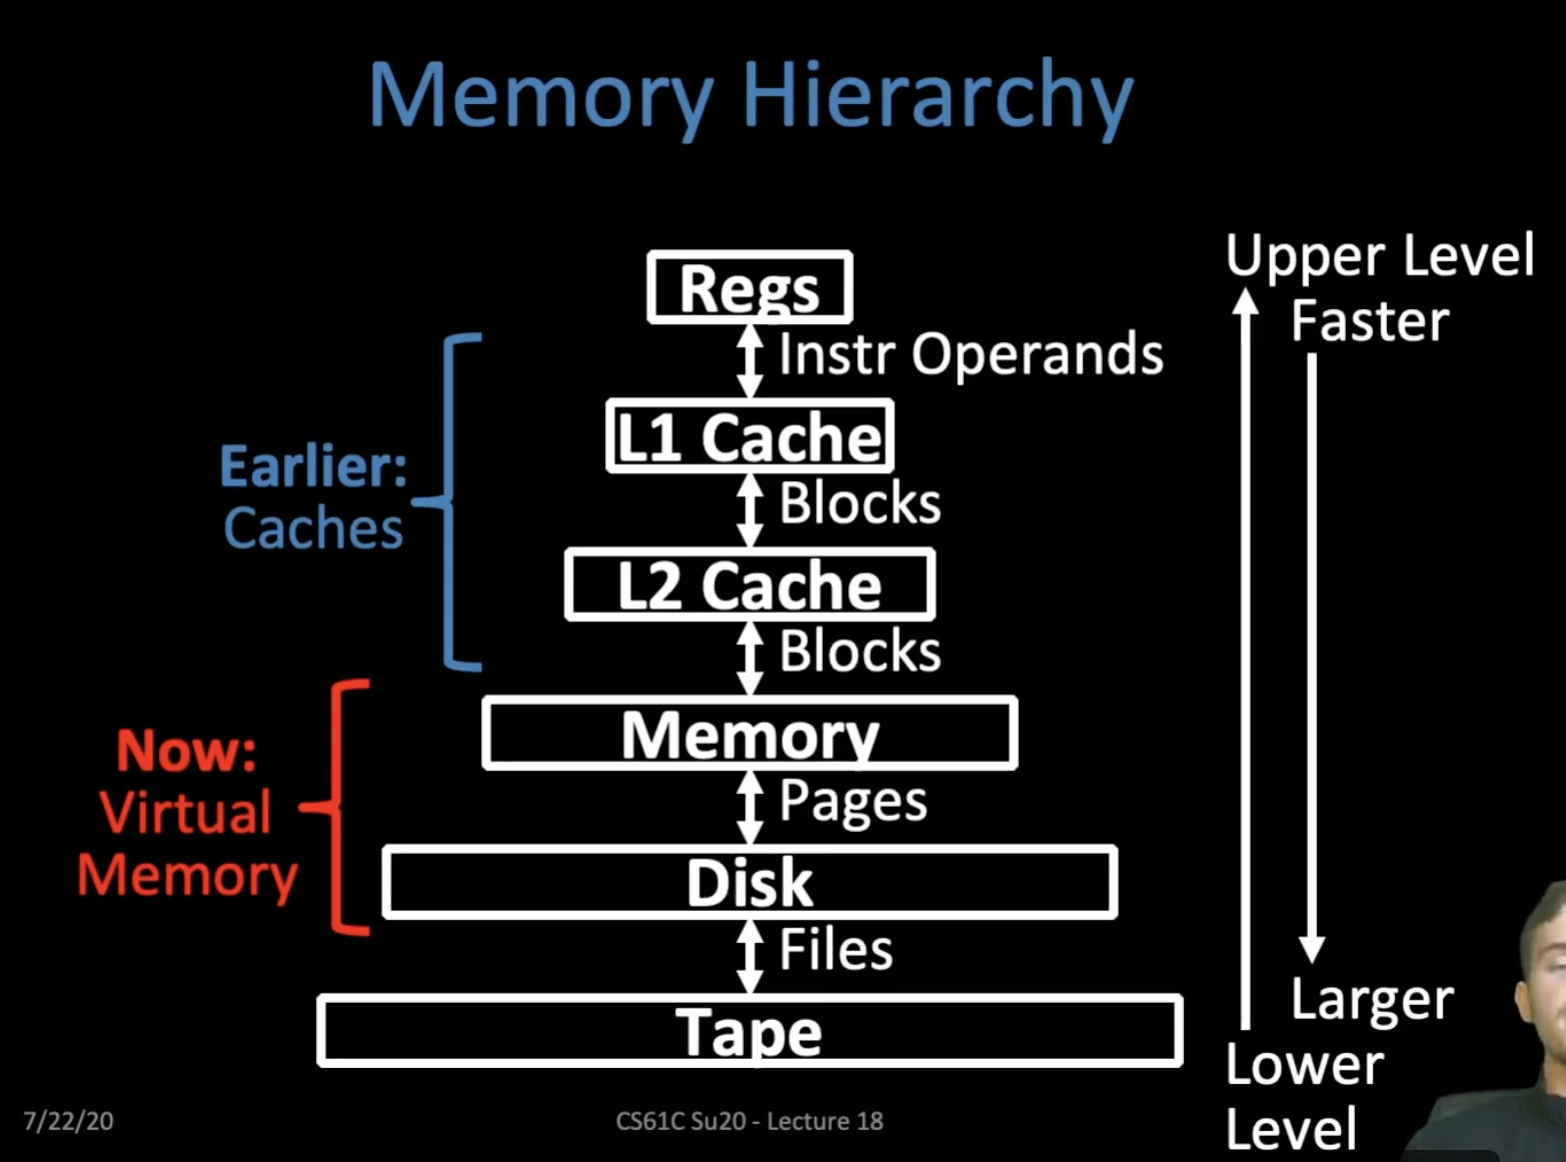 Memory Hierarchy
Upper Level
Faster
Regs
Instr Operands
L1 Cache
Earlier:
Caches
Blocks
L2 Cache
Blocks
Now:
Virtual
Memory
Memory
Pages
Disk
Files
Tape
Larger
Lower
Level
7/22/20
CS61C Su20 - Lecture 18